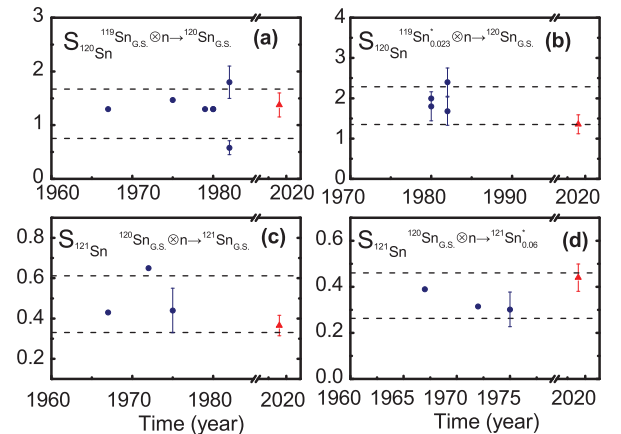 S120Sn 119SnG.S.⊗n→120SnG.S. (a)
3
2
1
0
1960 1970 1980 2020
S120Sn 119Sn*0.023⊗n→120SnG.S. (b)
4
3
2
1
0
1970 1980 1990 2020
S121Sn 120SnG.S.⊗n→121SnG.S. (c)
0.8
0.6
0.4
0.2
1960 1970 1980 2020
Time (year)
S121Sn 120SnG.S.⊗n→121Sn*0.06 (d)
0.6
0.4
0.2
0.0
1960 1965 1970 1975 2020
Time (year)